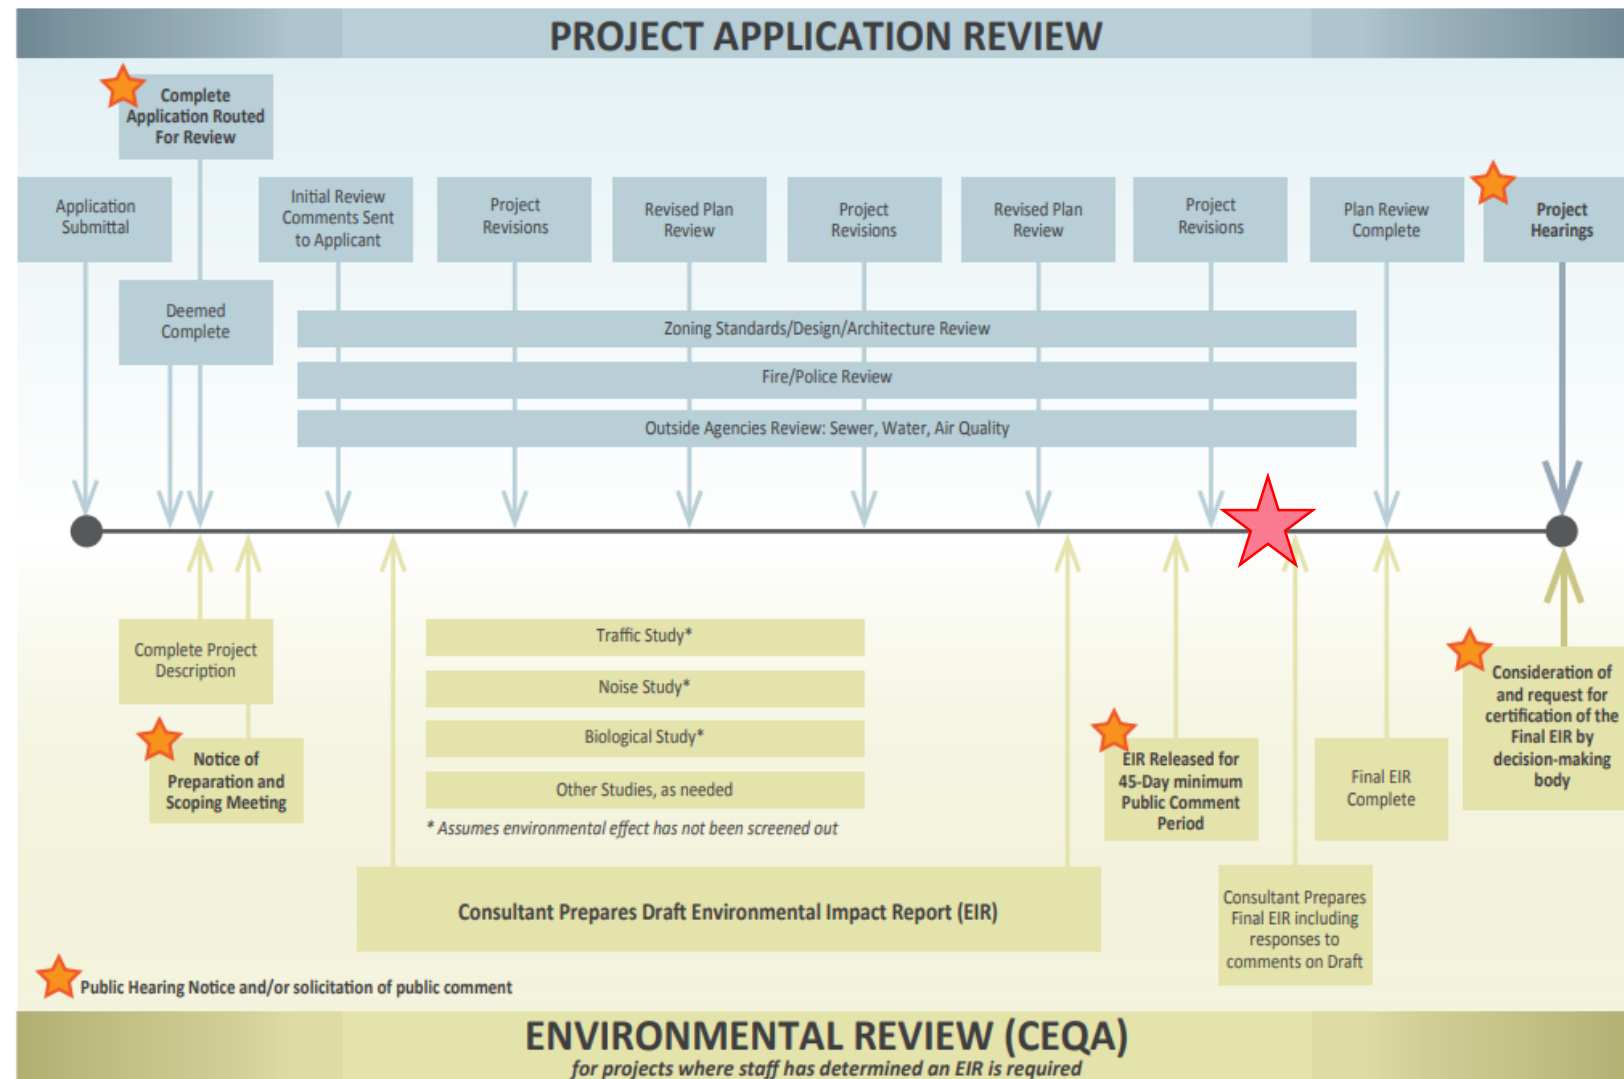 PROJECT APPLICATION REVIEW
Complete
Application Routed
For Review
Application
Submittal
Initial Review
Comments Sent
to Applicant
Project
Revisions
Revised Plan
Review
Project
Revisions
Revised Plan
Review
Project
Revisions
Plan Review
Complete
Project
Hearings
Deemed
Complete
Zoning Standards/Design/Architecture Review
Fire/Police Review
Outside Agencies Review: Sewer, Water, Air Quality
Complete Project
Description
Notice of
Preparation and
Scoping Meeting
Traffic Study*
Noise Study*
Biological Study*
Other Studies, as needed
* Assumes environmental effect has not been screened out
Consultant Prepares Draft Environmental Impact Report (EIR)
EIR Released for
45-Day minimum
Public Comment
Period
Consultant Prepares
Final EIR including
responses to
comments on Draft
Final EIR
Complete
Consideration of
and request for
certification of the
Final EIR by
decision-making
body
Public Hearing Notice and/or solicitation of public comment
ENVIRONMENTAL REVIEW (CEQA)
for projects where staff has determined an EIR is required